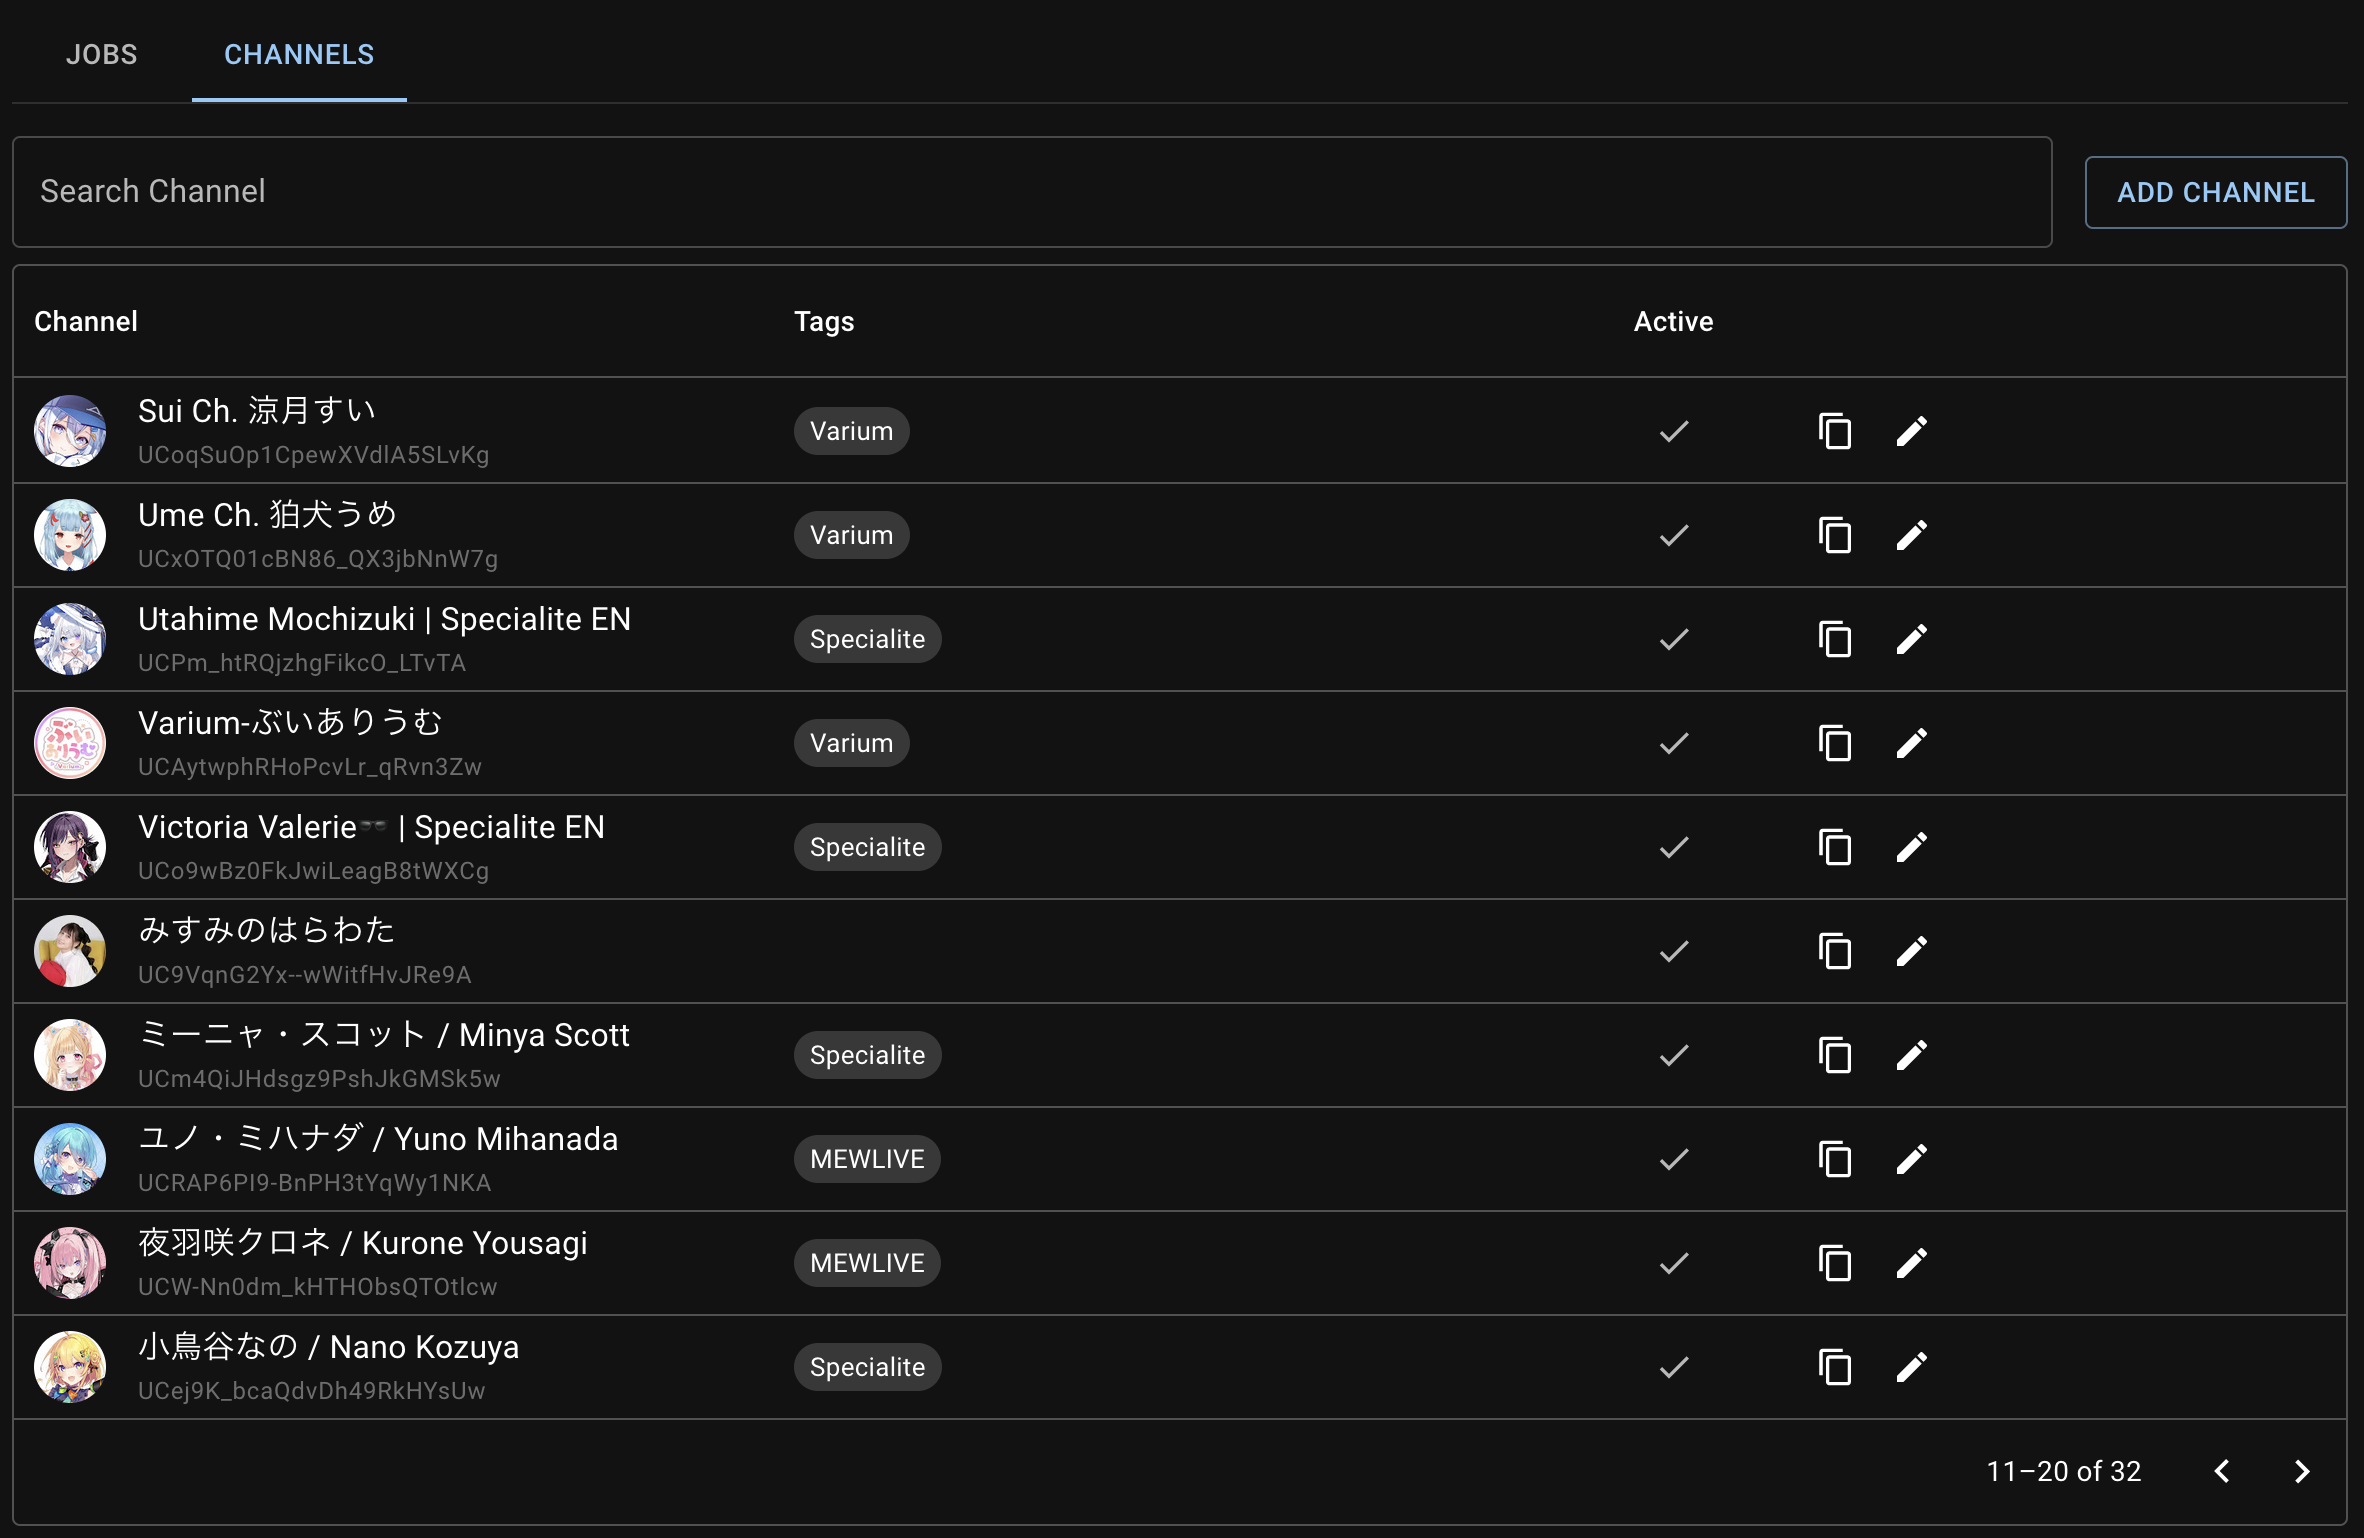 JOBS
CHANNELS
Search Channel
ADD CHANNEL
Channel
Tags
Active
Sui Ch. 涼月すい
UCoqSuOp1CpewXVdlA5SLvKg
Varium
Ume Ch. 狛犬うめ
UCxOTQ01cBN86_QX3jbNnW7g
Varium
Utahime Mochizuki | Specialite EN
UCPm_htRQjzhgFikcO_LTvTA
Specialite
Varium-ぶいありうむ
UCAytwphRHoPcvLr_qRvn3Zw
Varium
Victoria Valerie🕶️ | Specialite EN
UCo9wBz0FkJwiLeagB8tWXCg
Specialite
みすみのはらわた
UC9VqnG2Yx--wWitfHvJRe9A
ミーニャ・スコット / Minya Scott
UCm4QiJHdsgz9PshJkGMSk5w
Specialite
ユノ・ミハナダ / Yuno Mihanada
UCRAP6PI9-BnPH3tYqWy1NKA
MEWLIVE
夜羽咲クロネ / Kurone Yousagi
UCW-Nn0dm_kHTHObsQTOtlcw
MEWLIVE
小鳥谷なの / Nano Kozuya
UCej9K_bcaQdvDh49RkHYsUw
Specialite
11–20 of 32